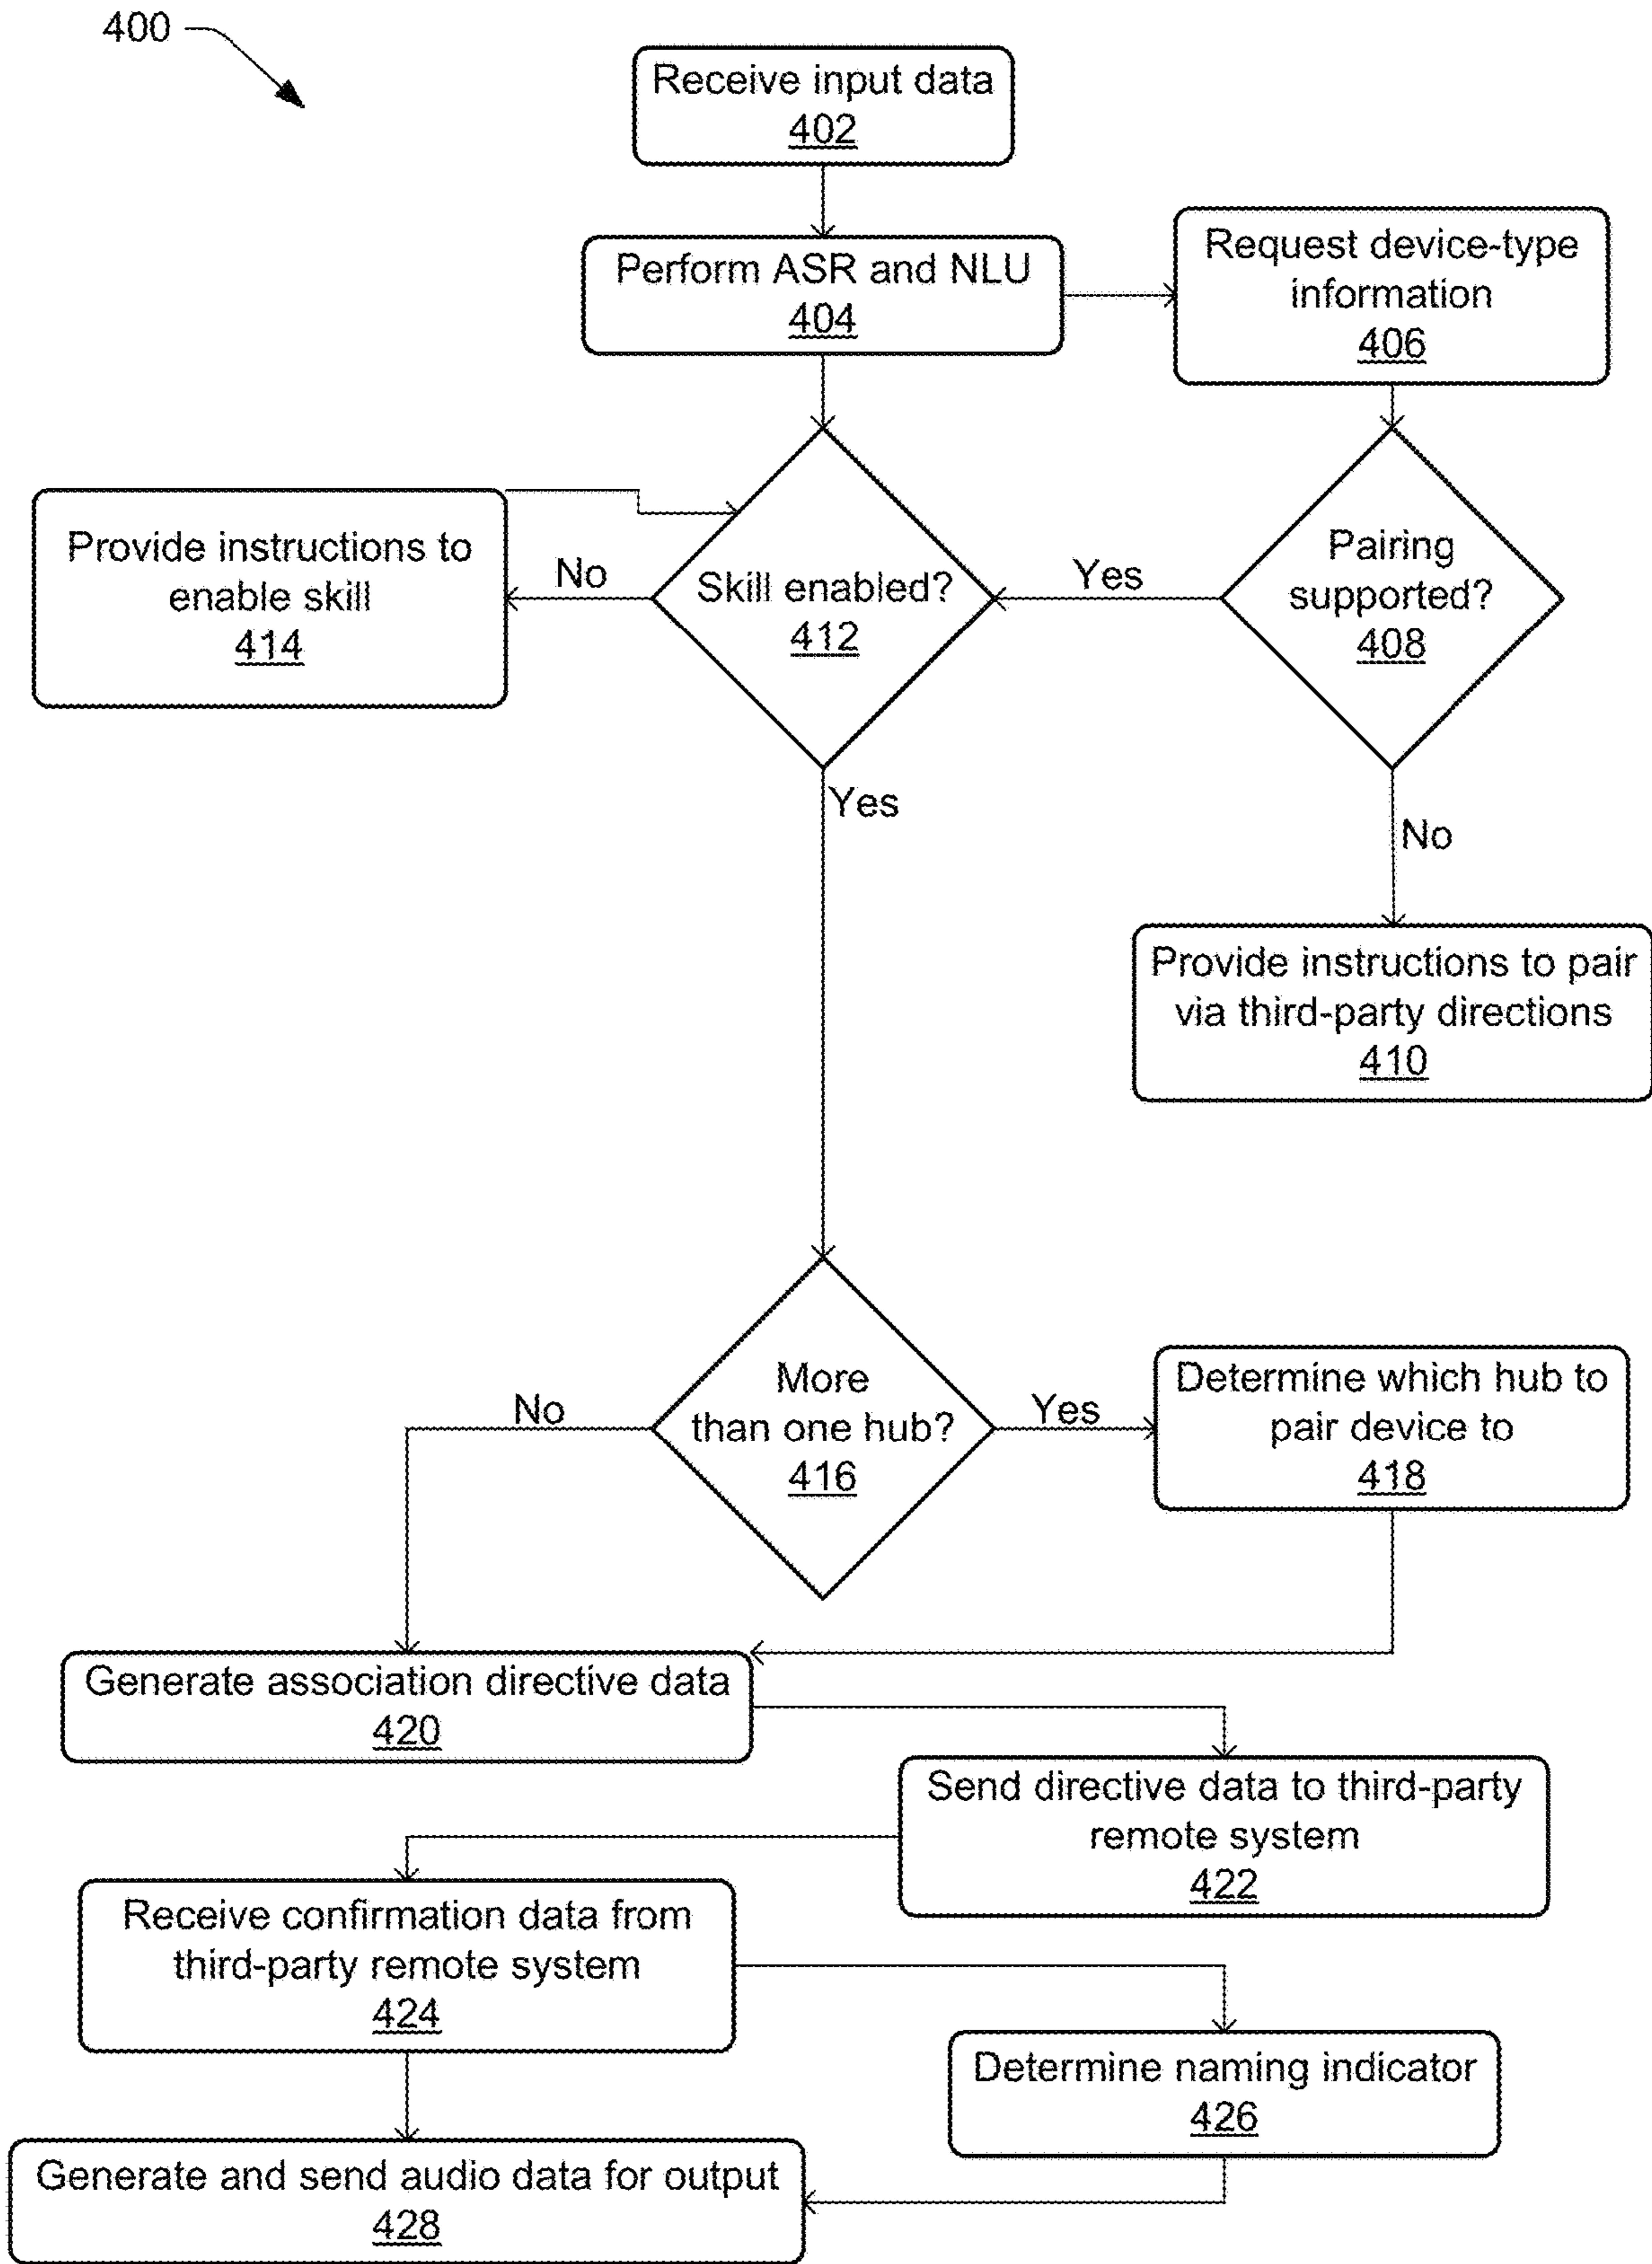 400
Receive input data
402
Perform ASR and NLU
404
Request device-type
information
406
Provide instructions to
enable skill
414
No
Skill enabled?
412
Yes
Pairing
supported?
408
Yes
No
Provide instructions to pair
via third-party directions
410
No
More
than one hub?
416
Yes
Determine which hub to
pair device to
418
Generate association directive data
420
Send directive data to third-party
remote system
422
Receive confirmation data from
third-party remote system
424
Determine naming indicator
426
Generate and send audio data for output
428